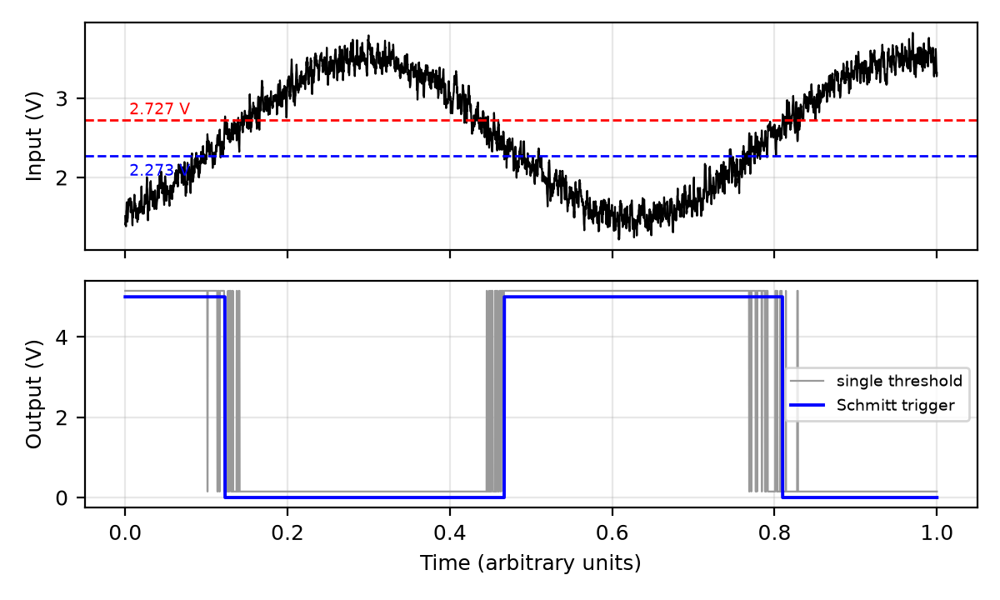 Input (V)
3
2
2.727 V
2.273 V
Output (V)
4
2
0
single threshold
Schmitt trigger
0.0 0.2 0.4 0.6 0.8 1.0
Time (arbitrary units)